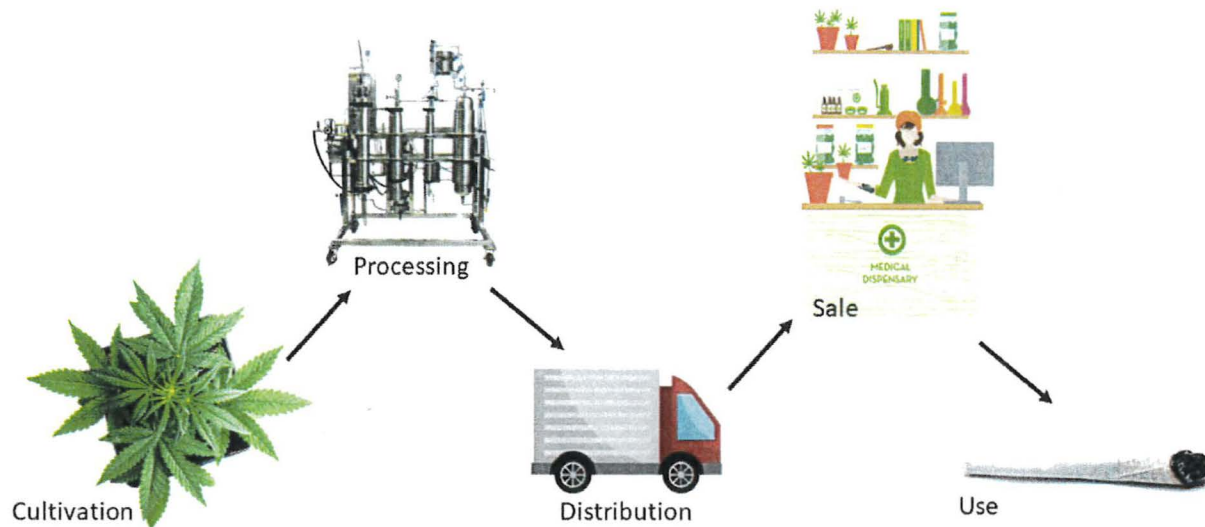 Cultivation
Processing
Distribution
MEDICAL
DISPENSARY
Sale
Use